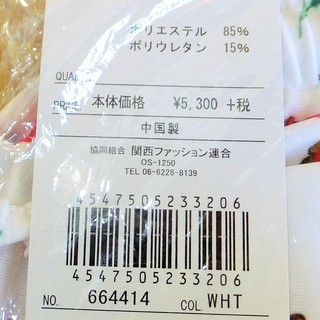 ポリエステル 85%
ポリウレタン 15%
QUALITY
PRICE 本体価格 ¥5,300 +税
中国製
協同組合 関西ファッション連合
OS-1250
TEL 06-6228-8139
4547505233206
4547505233206
NO. 664414 COL. WHT